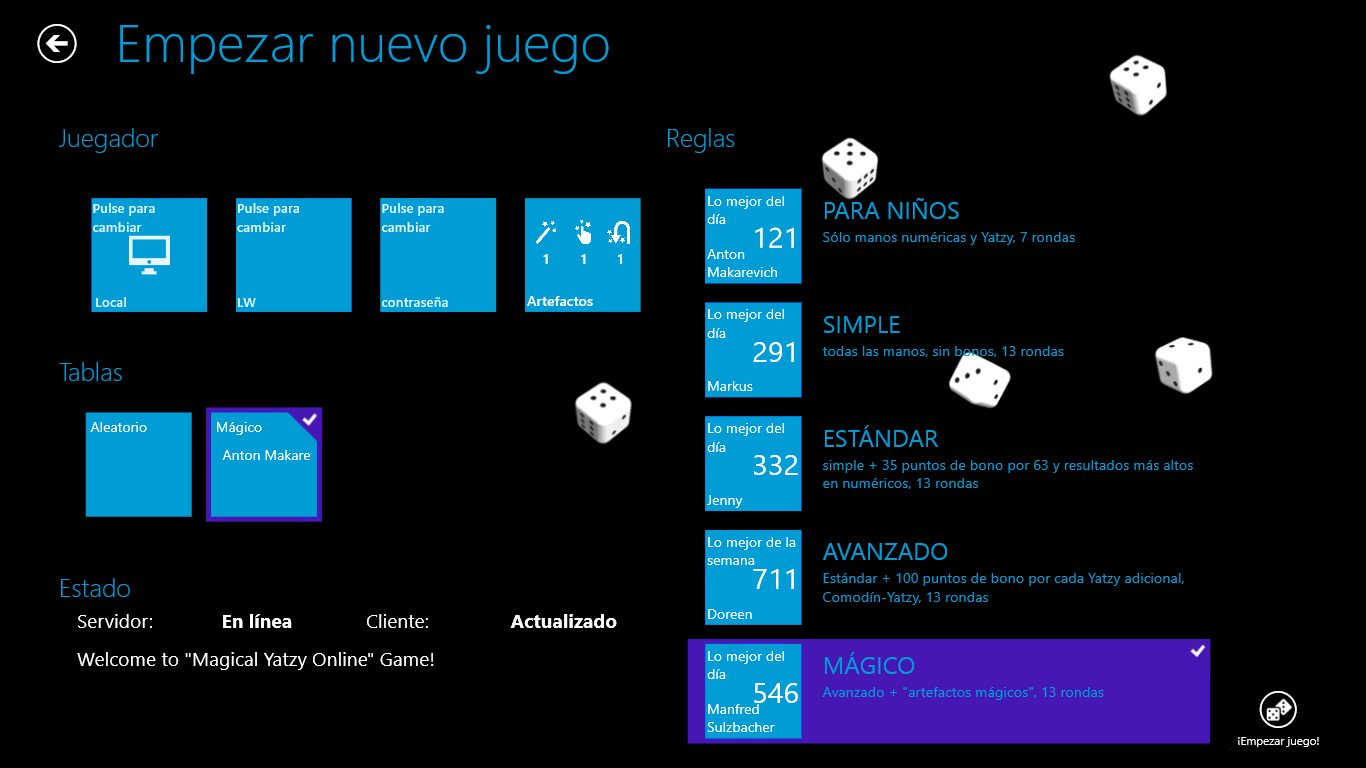 Empezar nuevo juego
Juegador
Pulse para
cambiar
Local
Pulse para
cambiar
LW
Pulse para
cambiar
contraseña
1 1 1
Artefactos
Tablas
Aleatorio
Mágico
Anton Makare
Estado
Servidor: En línea Cliente: Actualizado
Welcome to "Magical Yatzy Online" Game!
Reglas
Lo mejor del
día
121
Anton
Makarevich
PARA NIÑOS
Sólo manos numéricas y Yatzy, 7 rondas
Lo mejor del
día
291
Markus
SIMPLE
todas las manos, sin bonos, 13 rondas
Lo mejor del
día
332
Jenny
ESTÁNDAR
simple + 35 puntos de bono por 63 y resultados más altos
en numéricos, 13 rondas
Lo mejor de la
semana
711
Doreen
AVANZADO
Estándar + 100 puntos de bono por cada Yatzy adicional,
Comodín-Yatzy, 13 rondas
Lo mejor del
día
546
Manfred
Sulzbacher
MÁGICO
Avanzado + "artefactos mágicos", 13 rondas
¡Empezar juego!